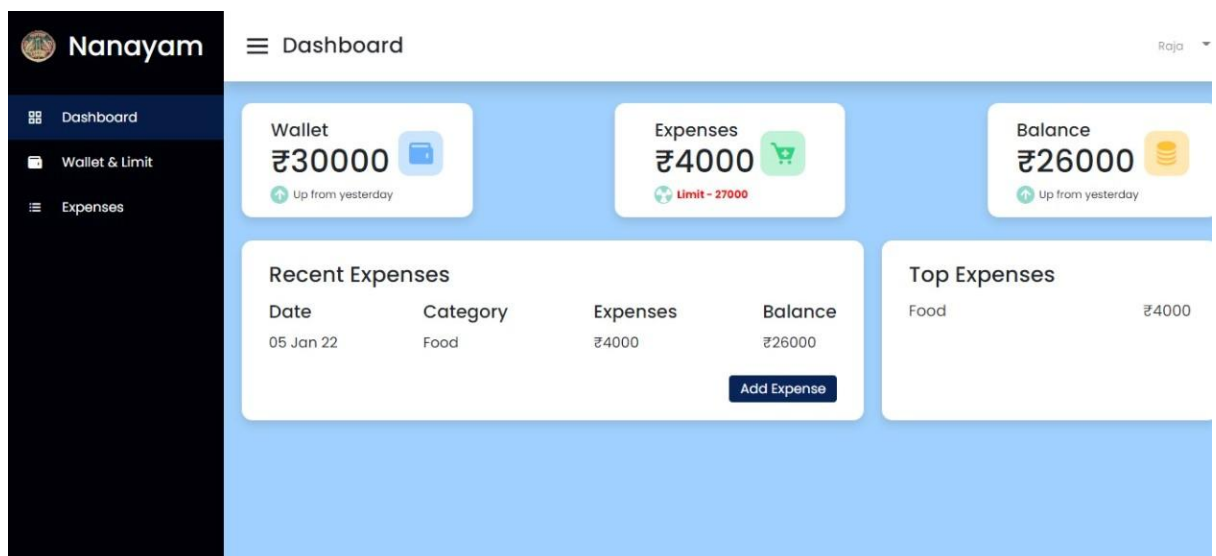 Nanayam
Dashboard
Raja
Dashboard
Wallet & Limit
Expenses
Wallet
₹30000
Up from yesterday
Expenses
₹4000
Limit - 27000
Balance
₹26000
Up from yesterday
Recent Expenses
Date Category Expenses Balance
05 Jan 22 Food ₹4000 ₹26000
Add Expense
Top Expenses
Food ₹4000